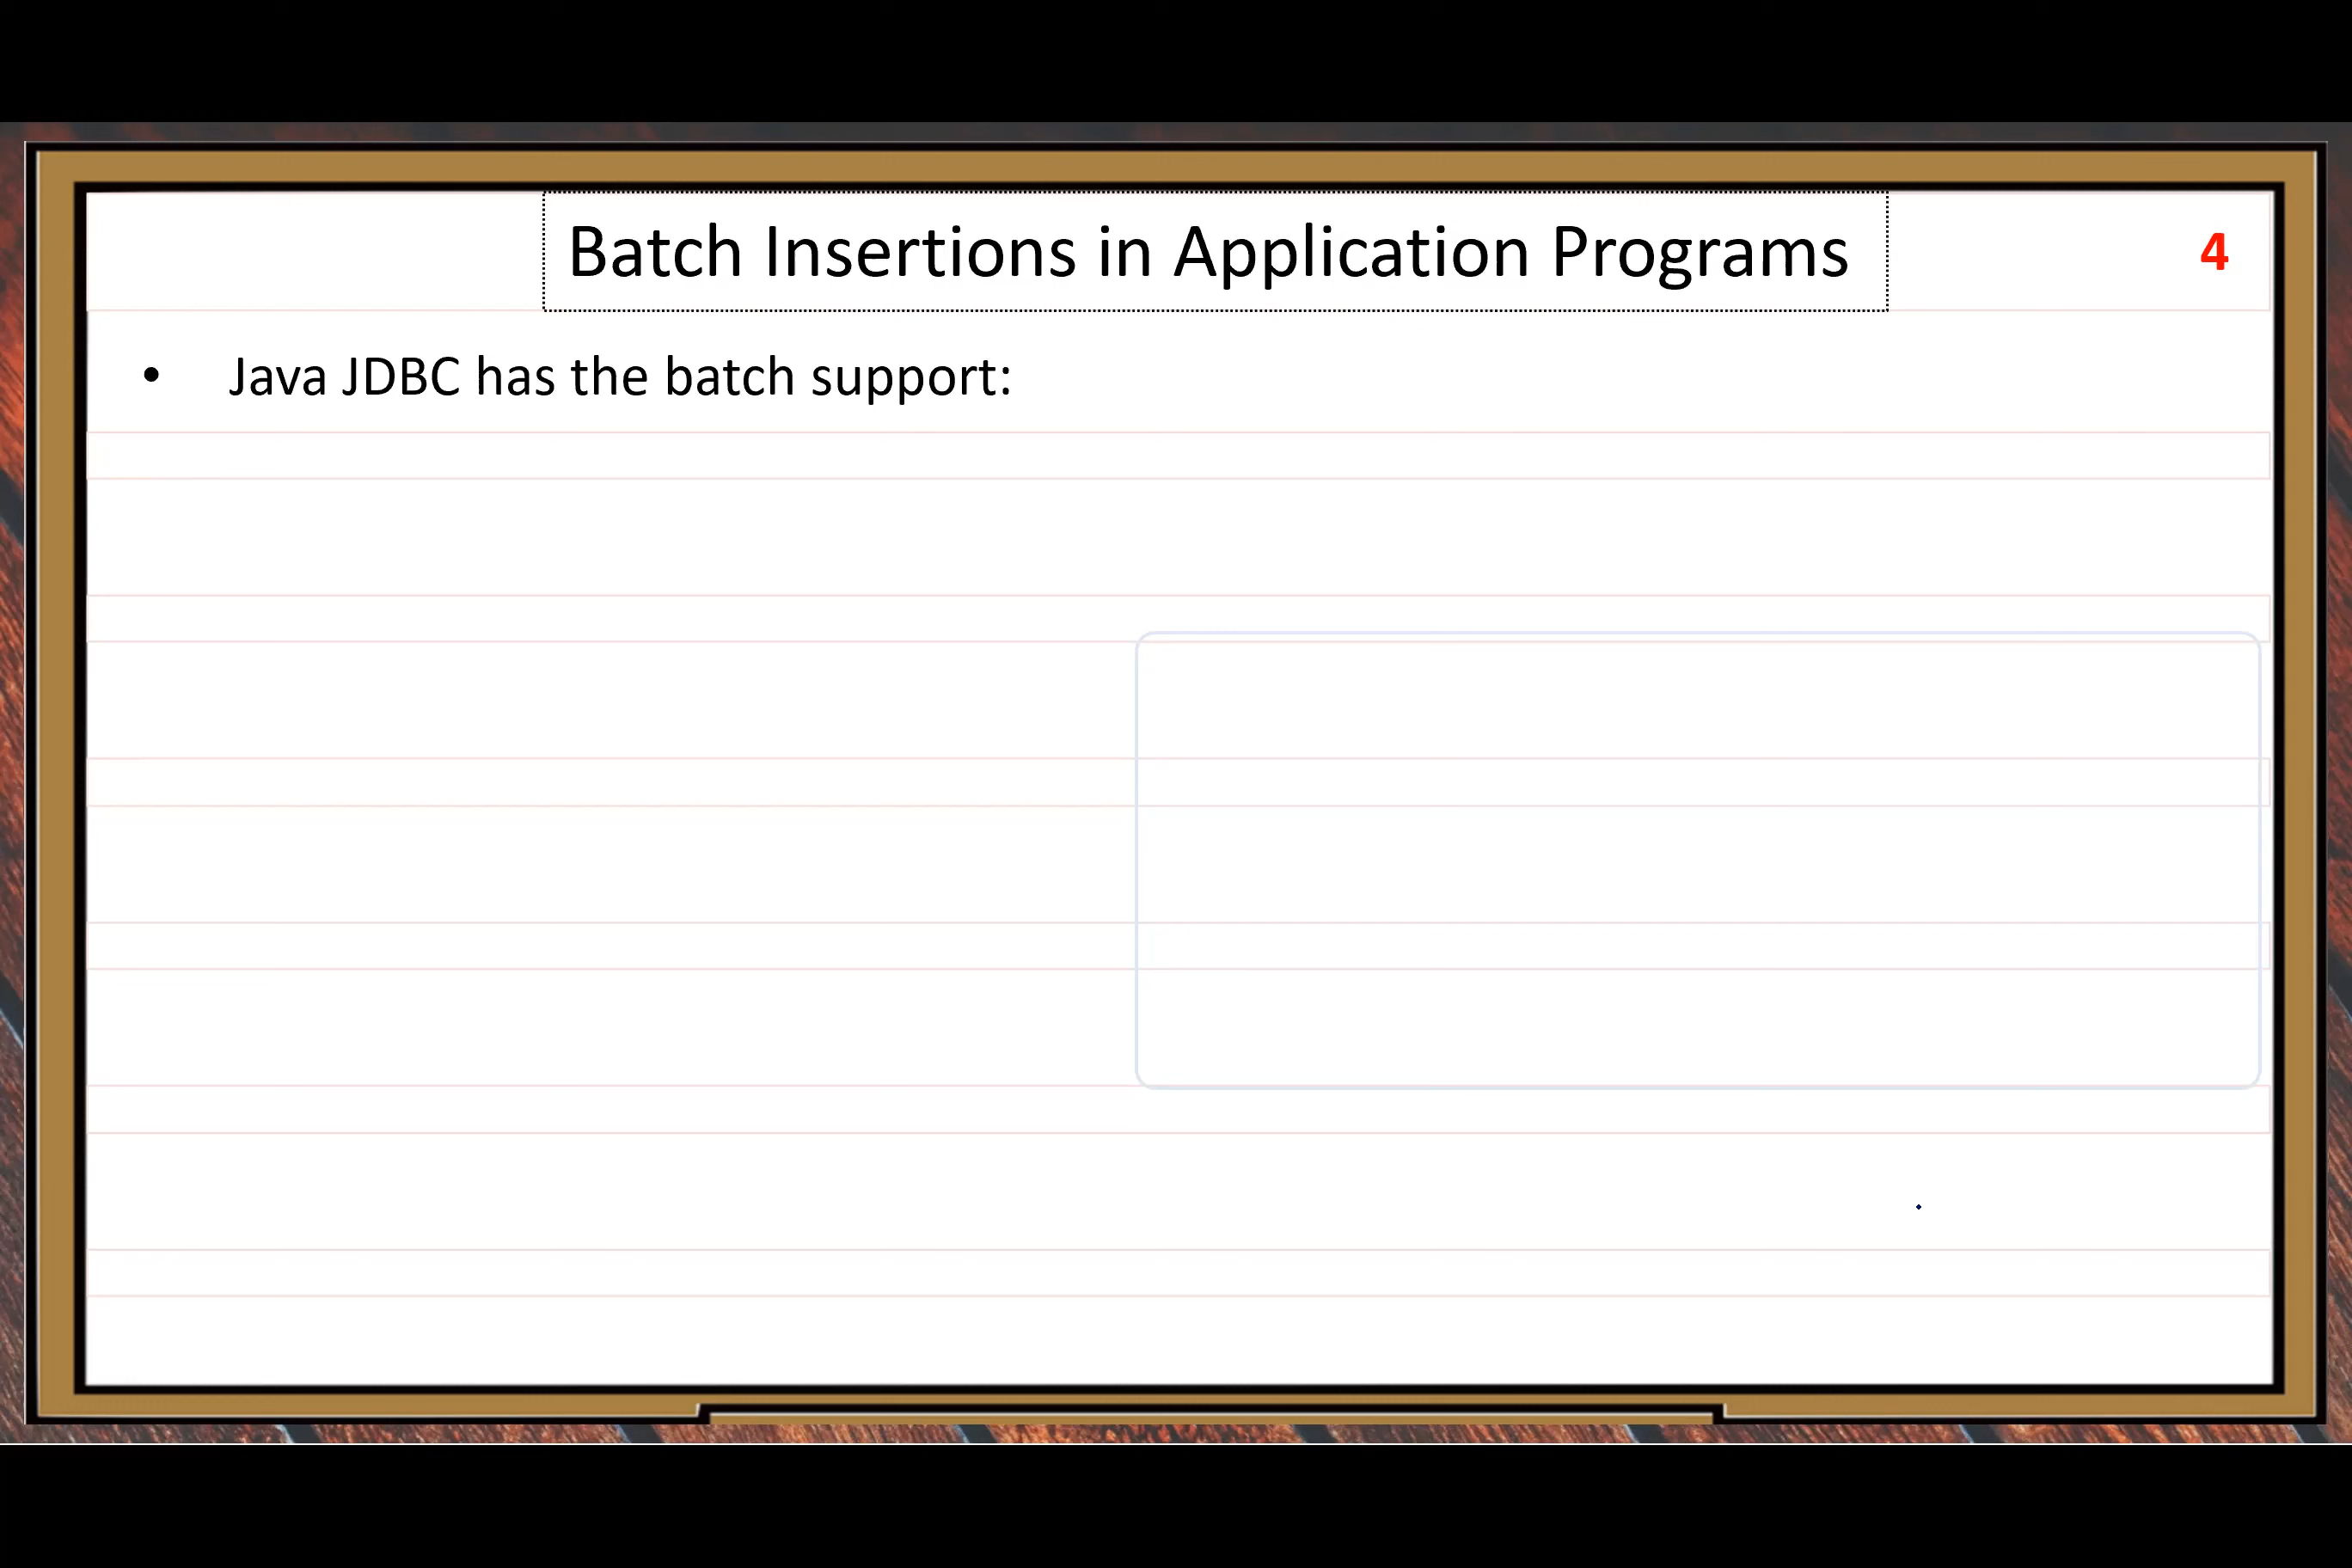 Batch Insertions in Application Programs
4
• Java JDBC has the batch support: